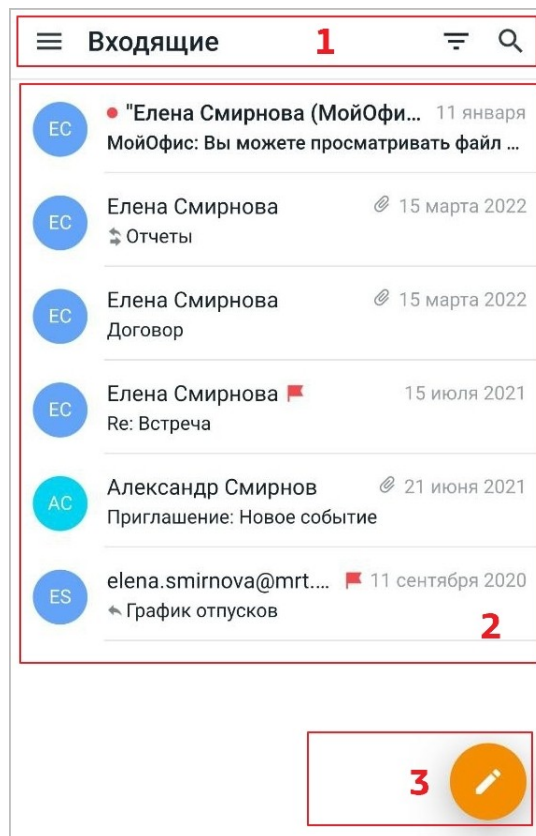 Входящие 1
ЕС • "Елена Смирнова (МойОфи... 11 января
МойОфис: Вы можете просматривать файл ...
ЕС Елена Смирнова 15 марта 2022
Отчеты
ЕС Елена Смирнова 15 марта 2022
Договор
ЕС Елена Смирнова 15 июля 2021
Re: Встреча
АС Александр Смирнов 21 июня 2021
Приглашение: Новое событие
ES elena.smirnova@mrt.... 11 сентября 2020
График отпусков
2
3